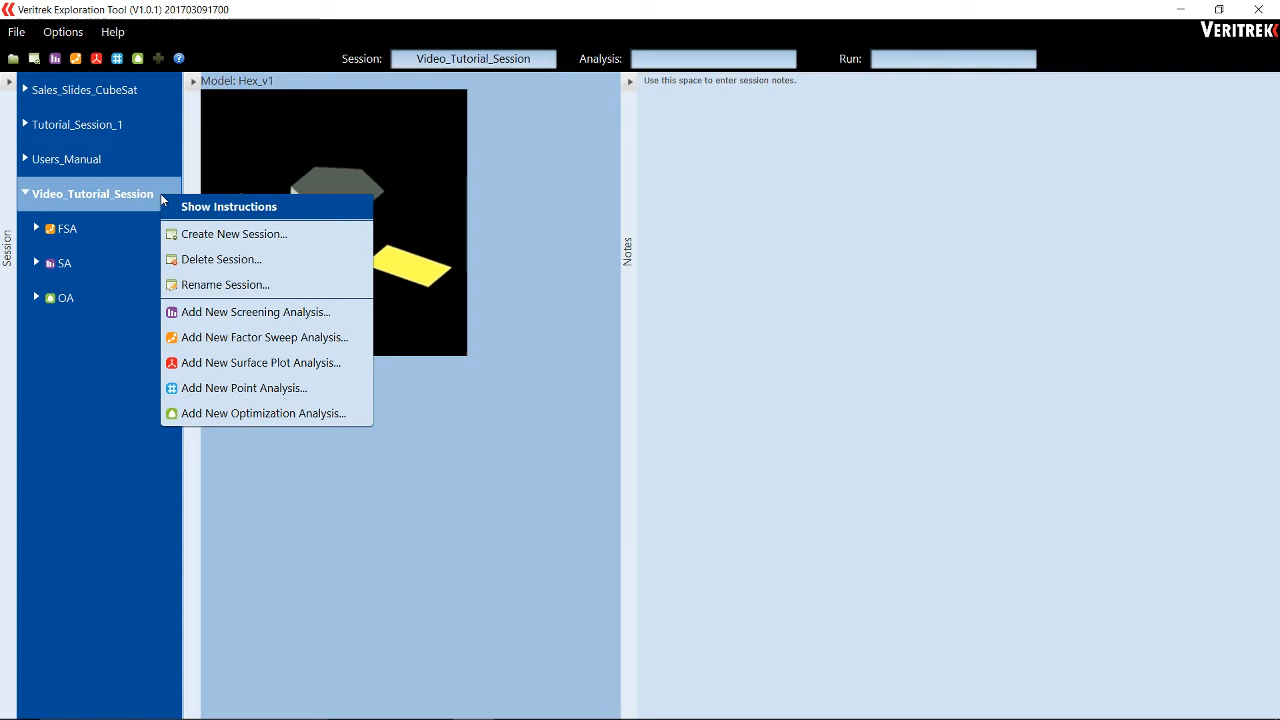 Veritrek Exploration Tool (V1.0.1) 201703091700
File Options Help
VERITREK
Session: Video_Tutorial_Session Analysis: Run:
Sales_Slides_CubeSat
Tutorial_Session_1
Users_Manual
Video_Tutorial_Session
FSA
SA
OA
Session
Model: Hex_v1
Show Instructions
Create New Session...
Delete Session...
Rename Session...
Add New Screening Analysis...
Add New Factor Sweep Analysis...
Add New Surface Plot Analysis...
Add New Point Analysis...
Add New Optimization Analysis...
Notes
Use this space to enter session notes.